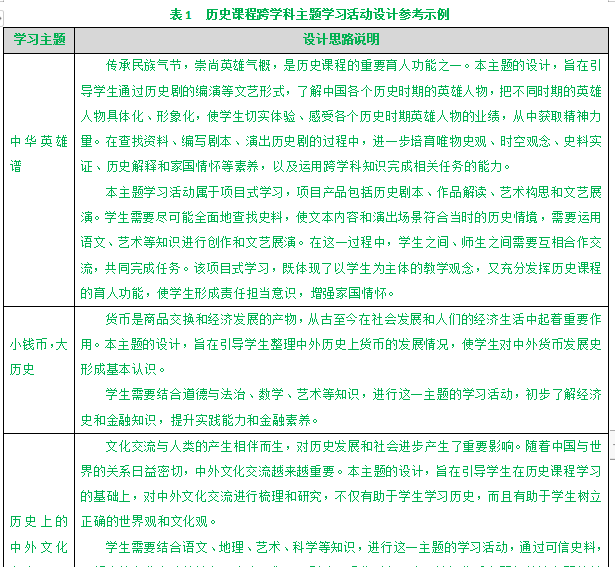 表 1 历史课程跨学科主题学习活动设计参考示例
学习主题
设计思路说明
中华英雄
谱
传承民族气节，崇尚英雄气概，是历史课程的重要育人功能之一。本主题的设计，旨在引
导学生通过历史剧的编演等文艺形式，了解中国各个历史时期的英雄人物，把不同时期的英雄
人物具体化、形象化，使学生切实体验、感受各个历史时期英雄人物的业绩，从中获取精神力
量。在查找资料、编写剧本、演出历史剧的过程中，进一步培育唯物史观、时空观念、史料实
证、历史解释和家国情怀等素养，以及运用跨学科知识完成相关任务的能力。
本主题学习活动属于项目式学习，项目产品包括历史剧本、作品解读、艺术构思和文艺展
演。学生需要尽可能全面地查找史料，使文本内容和演出场景符合当时的历史情境，需要运用
语文、艺术等知识进行创作和文艺展演。在这一过程中，学生之间、师生之间需要互相合作交
流，共同完成任务。该项目式学习，既体现了以学生为主体的教学观念，又充分发挥历史课程
的育人功能，使学生形成责任担当意识，增强家国情怀。
小钱币，大
历史
货币是商品交换和经济发展的产物，从古至今在社会发展和人们的经济生活中起着重要作
用。本主题的设计，旨在引导学生整理中外历史上货币的发展情况，使学生对中外货币发展史
形成基本认识。
学生需要结合道德与法治、数学、艺术等知识，进行这一主题的学习活动，初步了解经济
史和金融知识，提升实践能力和金融素养。
历史上的
中外文化
文化交流与人类的产生相伴而生，对历史发展和社会进步产生了重要影响。随着中国与世
界的关系日益密切，中外文化交流越来越重要。本主题的设计，旨在引导学生在历史课程学习
的基础上，对中外文化交流进行梳理和研究，不仅有助于学生学习历史，而且有助于学生树立
正确的世界观和文化观。
学生需要结合语文、地理、艺术、科学等知识，进行这一主题的学习活动，通过可信史料，